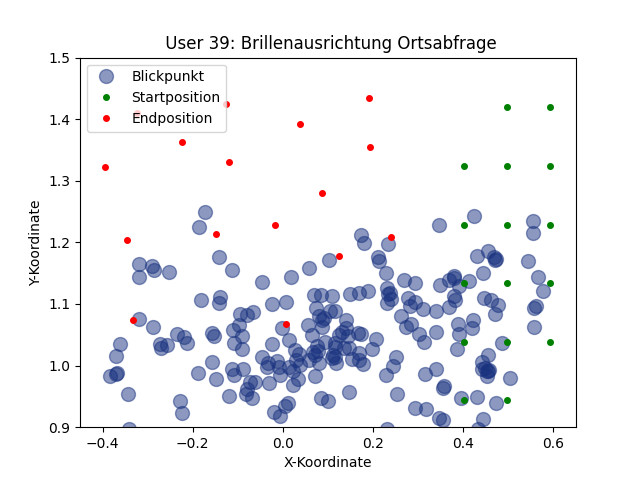 User 39: Brillenausrichtung Ortsabfrage
Blickpunkt
Startposition
Endposition
Y-Koordinate
1.5
1.4
1.3
1.2
1.1
1.0
0.9
−0.4 −0.2 0.0 0.2 0.4 0.6
X-Koordinate